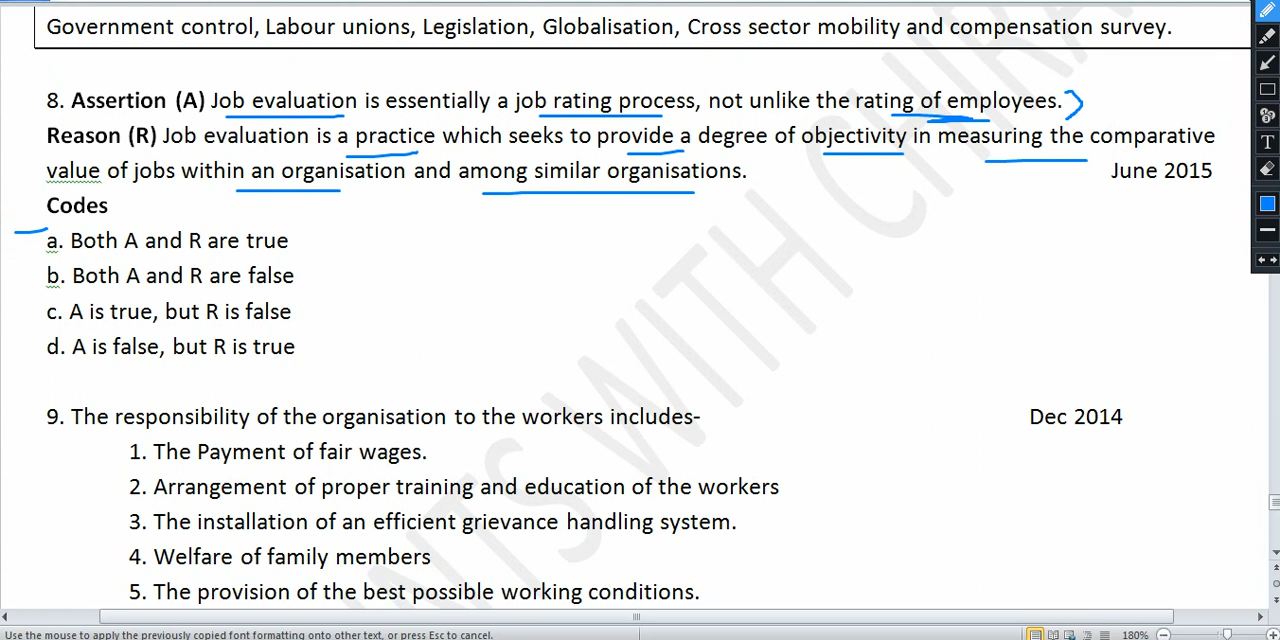 Government control, Labour unions, Legislation, Globalisation, Cross sector mobility and compensation survey.
8. Assertion (A) Job evaluation is essentially a job rating process, not unlike the rating of employees.
Reason (R) Job evaluation is a practice which seeks to provide a degree of objectivity in measuring the comparative
value of jobs within an organisation and among similar organisations. June 2015
Codes
a. Both A and R are true
b. Both A and R are false
c. A is true, but R is false
d. A is false, but R is true
9. The responsibility of the organisation to the workers includes- Dec 2014
1. The Payment of fair wages.
2. Arrangement of proper training and education of the workers
3. The installation of an efficient grievance handling system.
4. Welfare of family members
5. The provision of the best possible working conditions.
WITH
Use the mouse to apply the previously copied font formatting onto other text, or press Esc to cancel.
180%
T